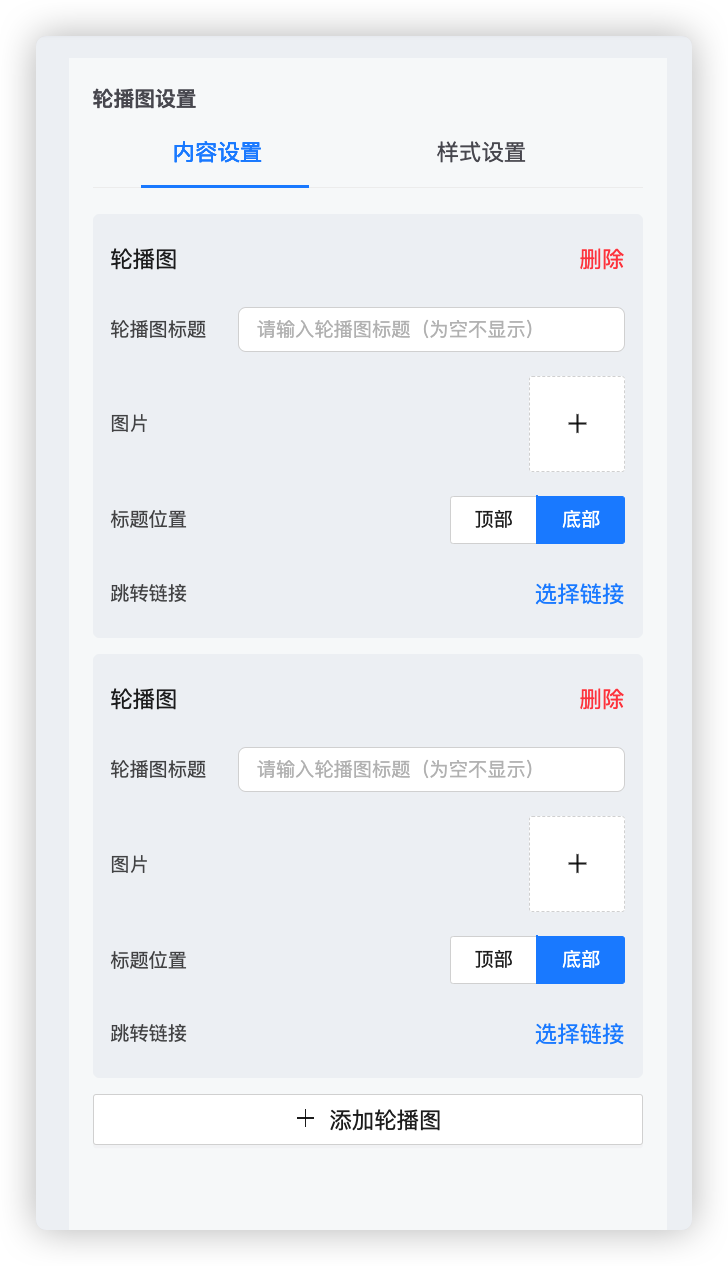 轮播图设置
内容设置 样式设置
轮播图 删除
轮播图标题 请输入轮播图标题（为空不显示）
图片 +
标题位置 顶部 底部
跳转链接 选择链接
轮播图 删除
轮播图标题 请输入轮播图标题（为空不显示）
图片 +
标题位置 顶部 底部
跳转链接 选择链接
+ 添加轮播图